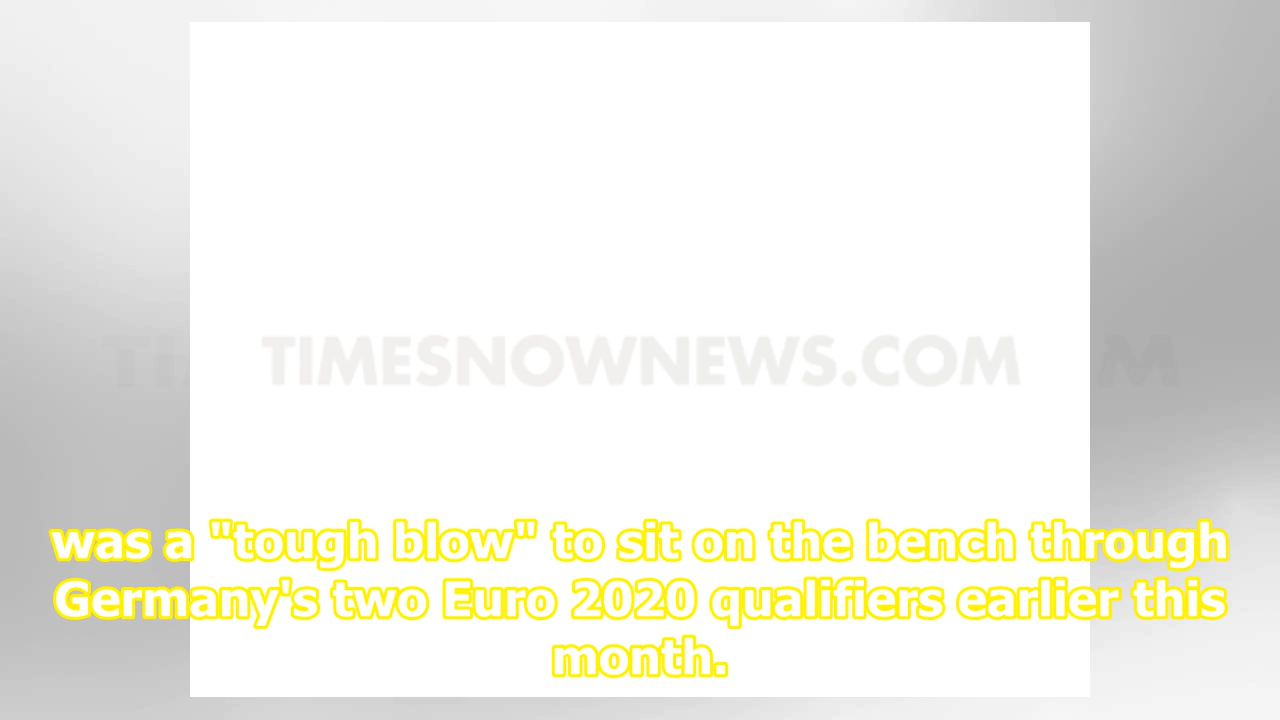 TIMESNOWNEWS.COM
was a "tough blow" to sit on the bench through
Germany's two Euro 2020 qualifiers earlier this
month.